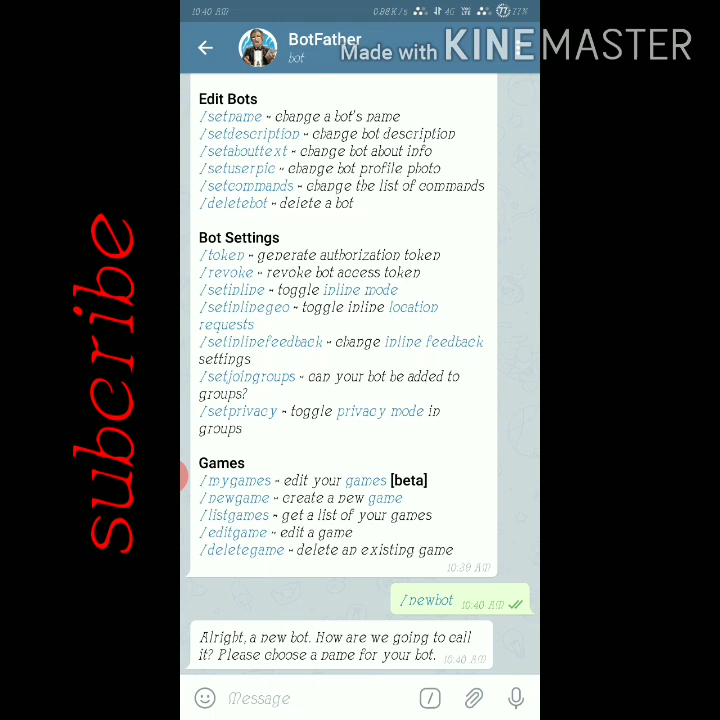 10:40 AM 0.98K/s 4G 77%
BotFather
bot
Made with KINEMASTER
Edit Bots
/setname - change a bot's name
/setdescription - change bot description
/setabouttext - change bot about info
/setuserpic - change bot profile photo
/setcommands - change the list of commands
/deletebot - delete a bot
Bot Settings
/token - generate authorization token
/revoke - revoke bot access token
/setinline - toggle inline mode
/setinlinegeo - toggle inline location
requests
/setinlinefeedback - change inline feedback
settings
/setjoingroups - can your bot be added to
groups?
/setprivacy - toggle privacy mode in
groups
Games
/mygames - edit your games [beta]
/newgame - create a new game
/listgames - get a list of your games
/editgame - edit a game
/deletegame - delete an existing game
10:39 AM
/newbot 10:40 AM
Alright, a new bot. How are we going to call
it? Please choose a name for your bot. 10:40 AM
Message
suberibe